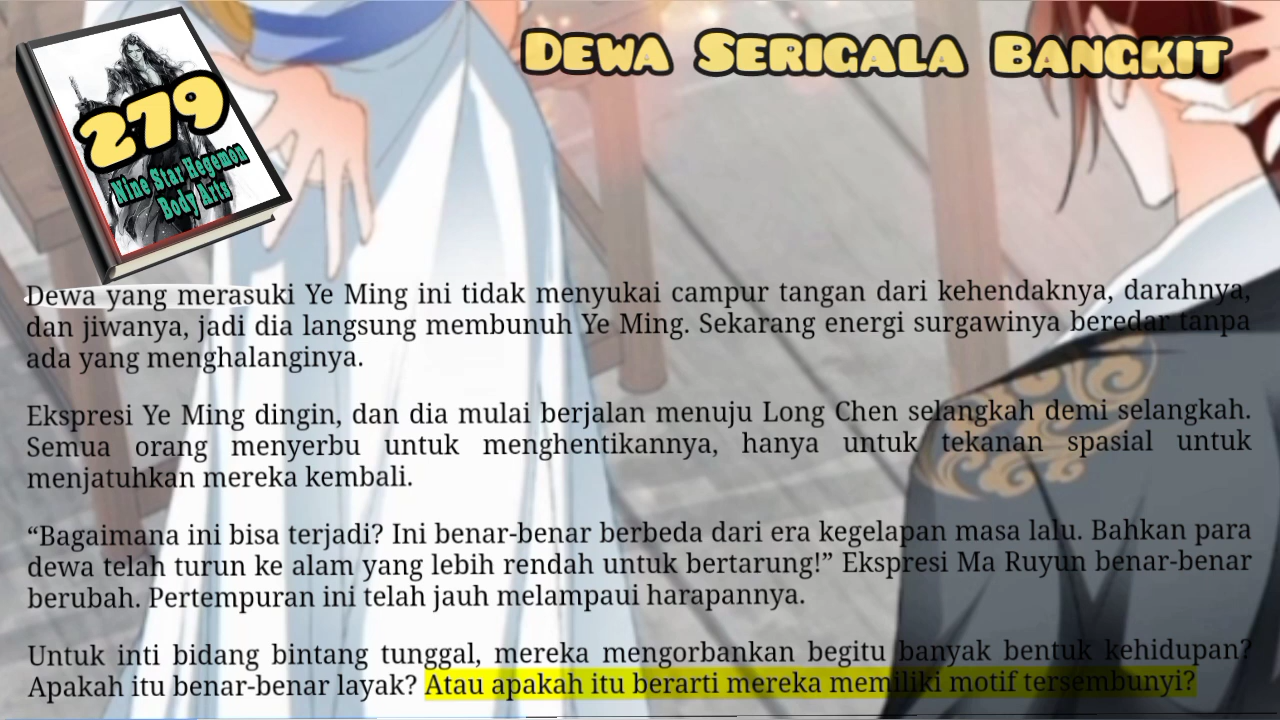 DEWA SERIGALA BANGKIT
279
Nine Star Hegemon
Body Arts
Dewa yang merasuki Ye Ming ini tidak menyukai campur tangan dari kehendaknya, darahnya,
dan jiwanya, jadi dia langsung membunuh Ye Ming. Sekarang energi surgawinya beredar tanpa
ada yang menghalanginya.
Ekspresi Ye Ming dingin, dan dia mulai berjalan menuju Long Chen selangkah demi selangkah.
Semua orang menyerbu untuk menghentikannya, hanya untuk tekanan spasial untuk
menjatuhkan mereka kembali.
“Bagaimana ini bisa terjadi? Ini benar-benar berbeda dari era kegelapan masa lalu. Bahkan para
dewa telah turun ke alam yang lebih rendah untuk bertarung!” Ekspresi Ma Ruyun benar-benar
berubah. Pertempuran ini telah jauh melampaui harapannya.
Untuk inti bidang bintang tunggal, mereka mengorbankan begitu banyak bentuk kehidupan?
Apakah itu benar-benar layak? Atau apakah itu berarti mereka memiliki motif tersembunyi?